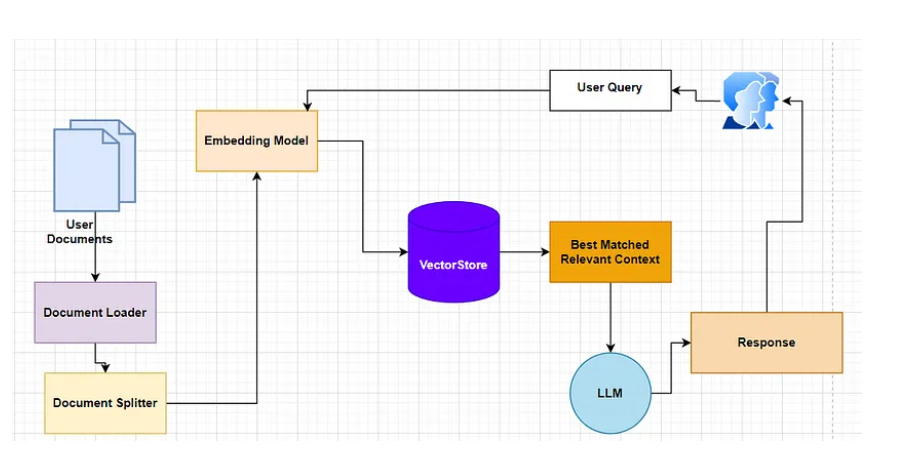 User Query
Embedding Model
User
Documents
VectorStore
Best Matched
Relevant Context
Document Loader
Response
Document Splitter
LLM